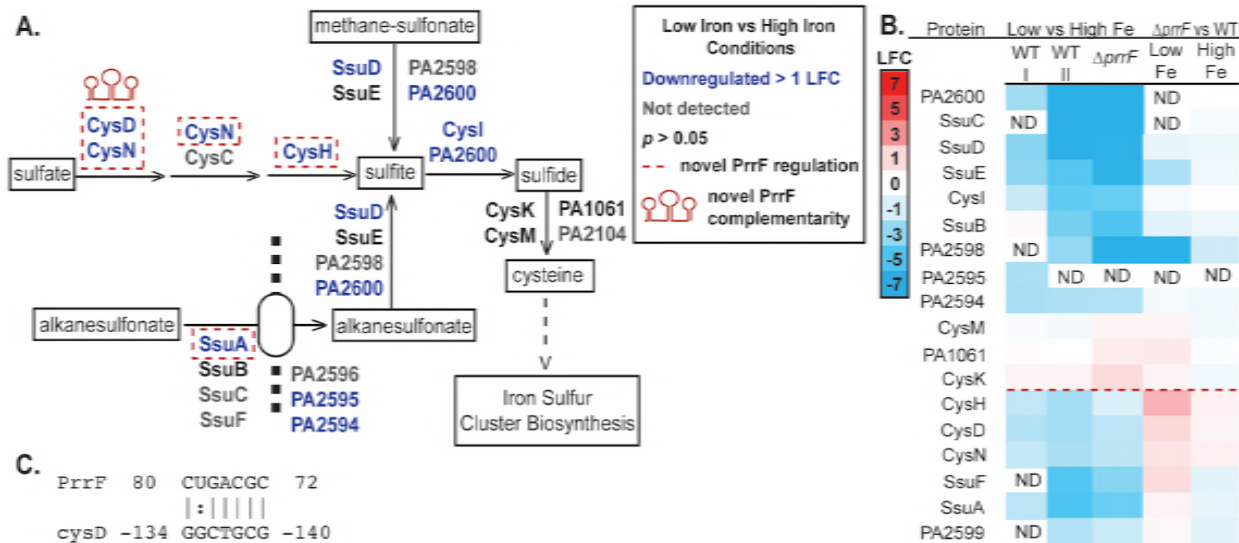 A.
methane-sulfonate
SsuD PA2598
SsuE PA2600
CysD
CysN
CysN
CysC
CysH
CysI
PA2600
sulfate
sulfite
sulfide
SsuD
SsuE
PA2598
PA2600
CysK PA1061
CysM PA2104
cysteine
alkanesulfonate
alkanesulfonate
SsuA
SsuB
SsuC
SsuF
PA2596
PA2595
PA2594
Iron Sulfur
Cluster Biosynthesis
Low Iron vs High Iron
Conditions
Downregulated > 1 LFC
Not detected
p > 0.05
novel PrrF regulation
novel PrrF
complementarity
B.
Protein Low vs High Fe ΔprrF vs WT
LFC WT I WT II ΔprrF Low Fe High Fe
7
5
3
1
0
-1
-3
-5
-7
PA2600 ND
SsuC ND ND
SsuD
SsuE
CysI
SsuB
PA2598 ND
PA2595 ND ND ND ND
PA2594
CysM
PA1061
CysK
CysH
CysD
CysN
SsuF ND
SsuA
PA2599 ND
C.
PrrF 80 CUGACGC 72
|:|||||
cysD -134 GGCTGCG -140